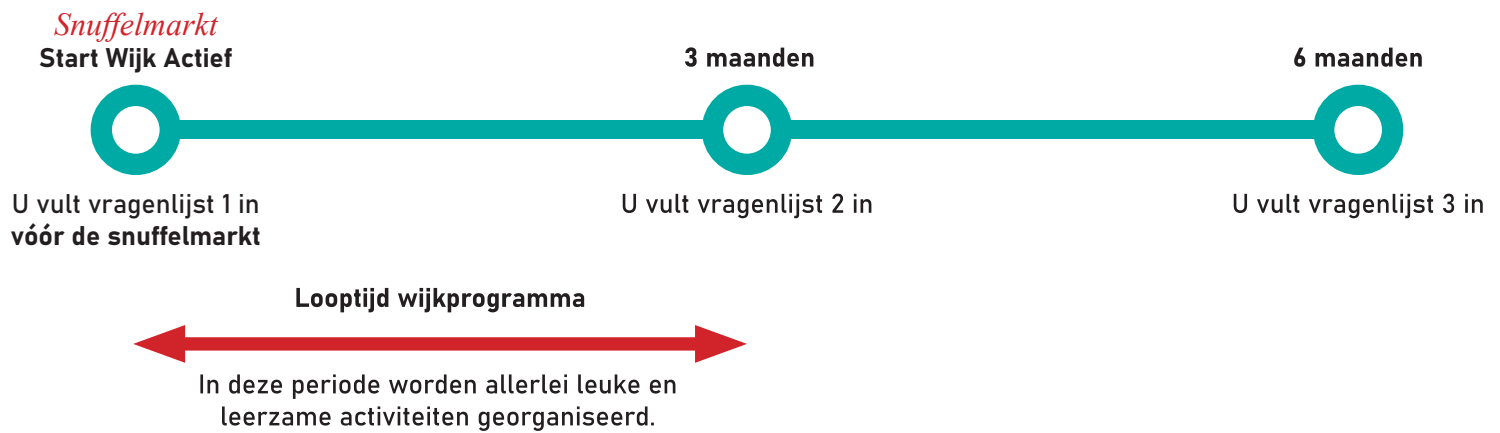 Snuffelmarkt
Start Wijk Actief
3 maanden
6 maanden
U vult vragenlijst 1 in
vóór de snuffelmarkt
U vult vragenlijst 2 in
U vult vragenlijst 3 in
Looptijd wijkprogramma
In deze periode worden allerlei leuke en
leerzame activiteiten georganiseerd.